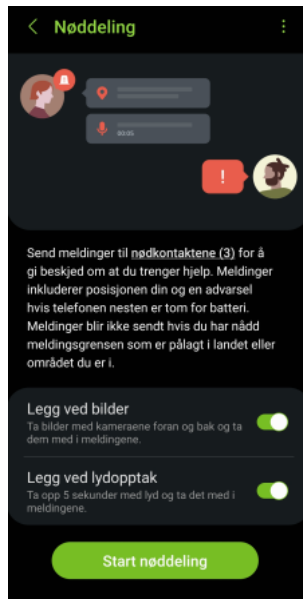 Nøddeling
00:05
!
Send meldinger til nødkontaktene (3) for å
gi beskjed om at du trenger hjelp. Meldinger
inkluderer posisjonen din og en advarsel
hvis telefonen nesten er tom for batteri.
Meldinger blir ikke sendt hvis du har nådd
meldingsgrensen som er pålagt i landet eller
området du er i.
Legg ved bilder
Ta bilder med kameraene foran og bak og ta
dem med i meldingene.
Legg ved lydopptak
Ta opp 5 sekunder med lyd og ta det med i
meldingene.
Start nøddeling